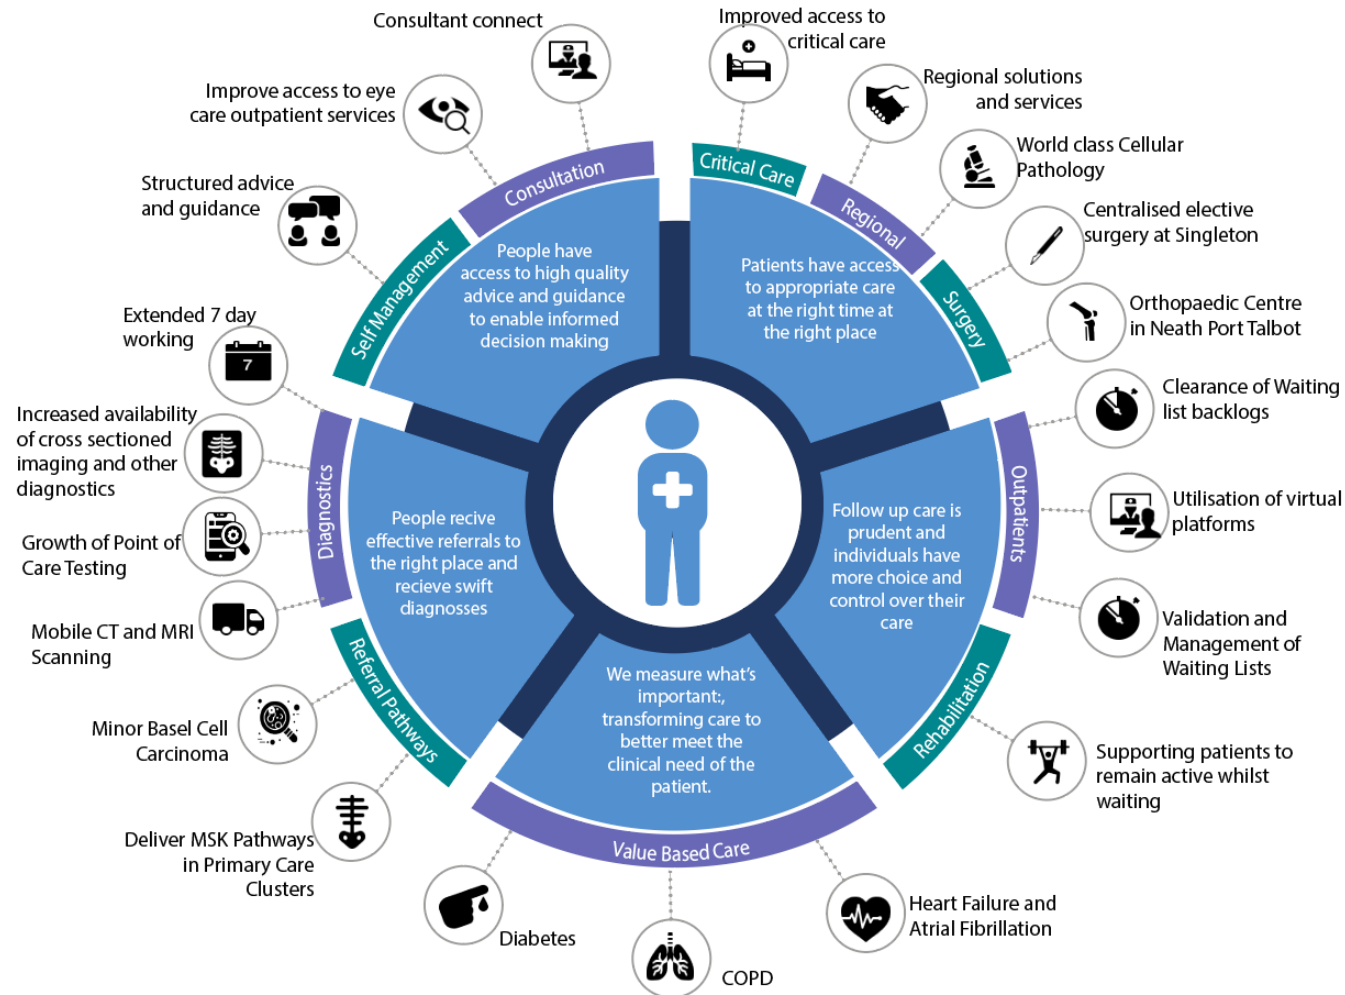 Consultant connect
Improve access to eye
care outpatient services
Structured advice
and guidance
Extended 7 day
working
7
Increased availability
of cross sectioned
imaging and other
diagnostics
Growth of Point of
Care Testing
Mobile CT and MRI
Scanning
Minor Basel Cell
Carcinoma
Deliver MSK Pathways
in Primary Care
Clusters
Diabetes
COPD
Heart Failure and
Atrial Fibrillation
Supporting patients to
remain active whilst
waiting
Validation and
Management of
Waiting Lists
Utilisation of virtual
platforms
Clearance of Waiting
list backlogs
Orthopaedic Centre
in Neath Port Talbot
Centralised elective
surgery at Singleton
World class Cellular
Pathology
Regional solutions
and services
Improved access to
critical care
Consultation
Self Management
People have
access to high quality
advice and guidance
to enable informed
decision making
Critical Care
Regional
Surgery
Patients have access
to appropriate care
at the right time at
the right place
Outpatients
Rehabilitation
Follow up care is
prudent and
individuals have
more choice and
control over their
care
Value Based Care
We measure what's
important:,
transforming care to
better meet the
clinical need of the
patient.
Diagnostics
Referral Pathways
People recive
effective referrals to
the right place and
recieve swift
diagnosses